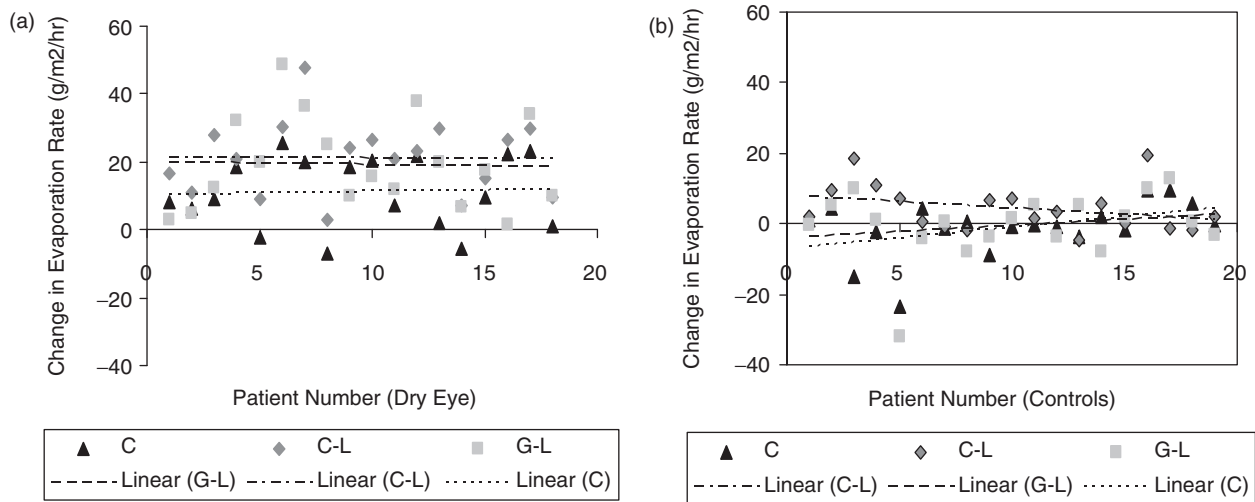 (a)
Change in Evaporation Rate (g/m2/hr)
60
40
20
0
−20
−40
0
5
10
15
20
Patient Number (Dry Eye)
C
C-L
G-L
Linear (G-L)
Linear (C-L)
Linear (C)
(b)
Change in Evaporation Rate (g/m2/hr)
60
40
20
0
−20
−40
0
5
10
15
20
Patient Number (Controls)
C
C-L
G-L
Linear (C-L)
Linear (G-L)
Linear (C)